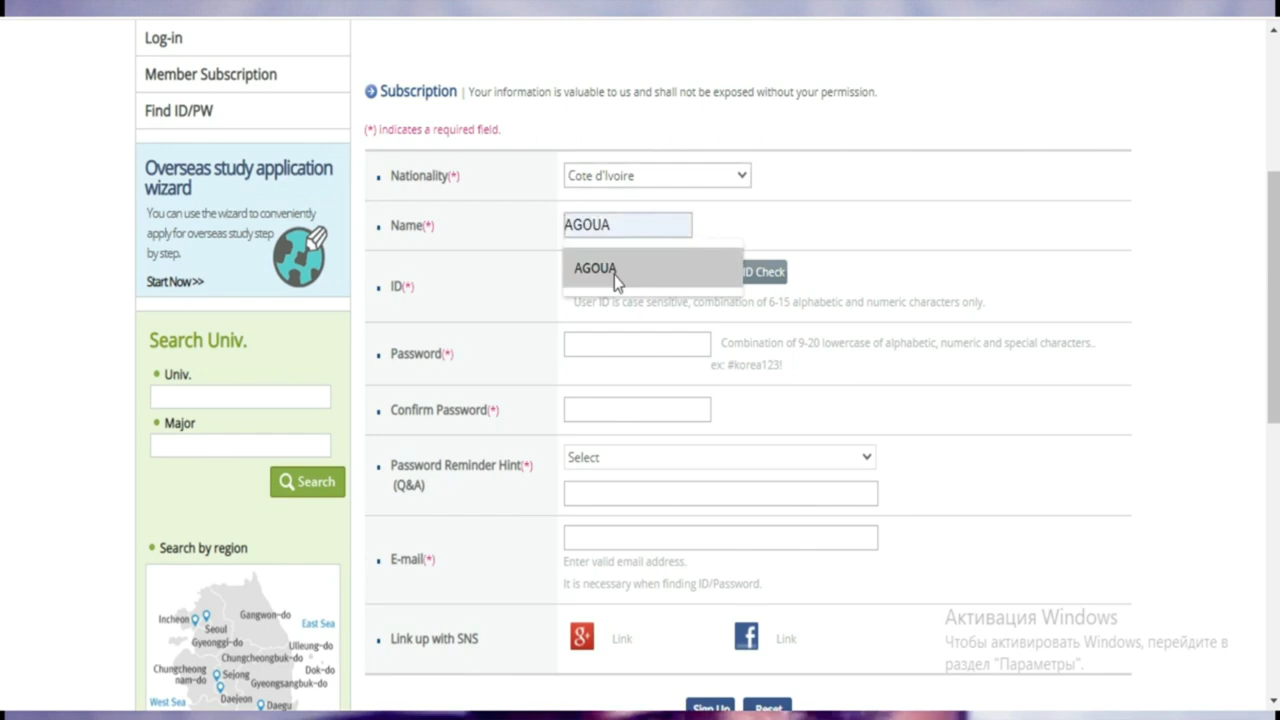 Log-in
Member Subscription
Find ID/PW
Overseas study application
wizard
You can use the wizard to conveniently
apply for overseas study step
by step.
Start Now >>
Search Univ.
Univ.
Major
Search
Search by region
Incheon
Seoul
Gangwon-do
East Sea
Gyeonggi-do
Ulleung-do
Chungcheongbuk-do
Dok-do
Chungcheong
nam-do
Sejong
Gyeongsangbuk-do
West Sea
Daejeon
Daegu
Subscription | Your information is valuable to us and shall not be exposed without your permission.
(*) indicates a required field.
Nationality(*)
Cote d'Ivoire
Name(*)
AGOUA
AGOUA
ID(*)
ID Check
User ID is case sensitive, combination of 6-15 alphabetic and numeric characters only.
Password(*)
Combination of 9-20 lowercase of alphabetic, numeric and special characters..
ex: #korea123!
Confirm Password(*)
Password Reminder Hint(*)
(Q&A)
Select
E-mail(*)
Enter valid email address.
It is necessary when finding ID/Password.
Link up with SNS
Link
Link
Sign Up
Reset
Активация Windows
Чтобы активировать Windows, перейдите в
раздел "Параметры".